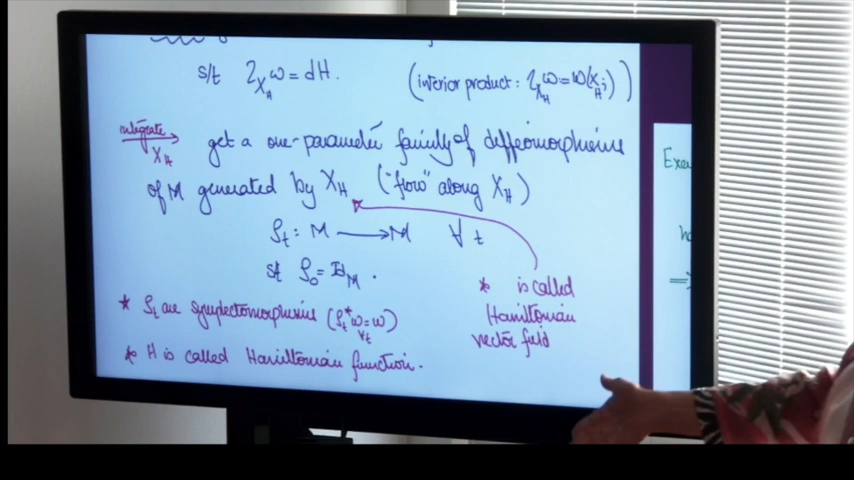 s/t ι_{X_H} ω = dH. (interior product: ι_{X_H} ω = ω(X_H; ))
integrate X_H → get a one-parameter family of diffeomorphisms
of M generated by X_H ("flow" along X_H)
ρ_t : M → M ∀ t
s.t ρ_0 = Id_M .
* ρ_t are symplectomorphisms (ρ_t^* ω = ω ∀t)
* H is called Hamiltonian function.
* is called
Hamiltonian
vector field
Exa